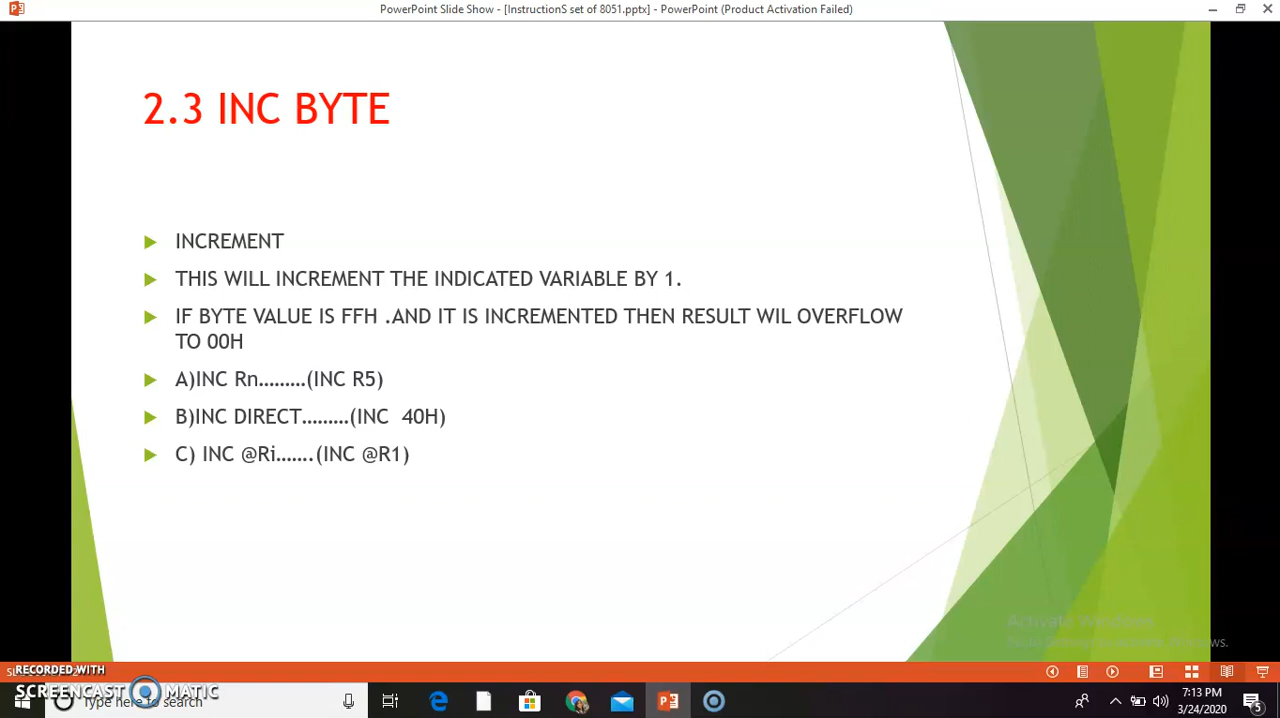 PowerPoint Slide Show - [InstructionS set of 8051.pptx] - PowerPoint (Product Activation Failed)
2.3 INC BYTE
INCREMENT
THIS WILL INCREMENT THE INDICATED VARIABLE BY 1.
IF BYTE VALUE IS FFH .AND IT IS INCREMENTED THEN RESULT WIL OVERFLOW
TO 00H
A)INC Rn.........(INC R5)
B)INC DIRECT.........(INC 40H)
C) INC @Ri.......(INC @R1)
Activate Windows
RECORDED WITH
SCREENCAST MATIC
Type here to search
7:13 PM
3/24/2020
5